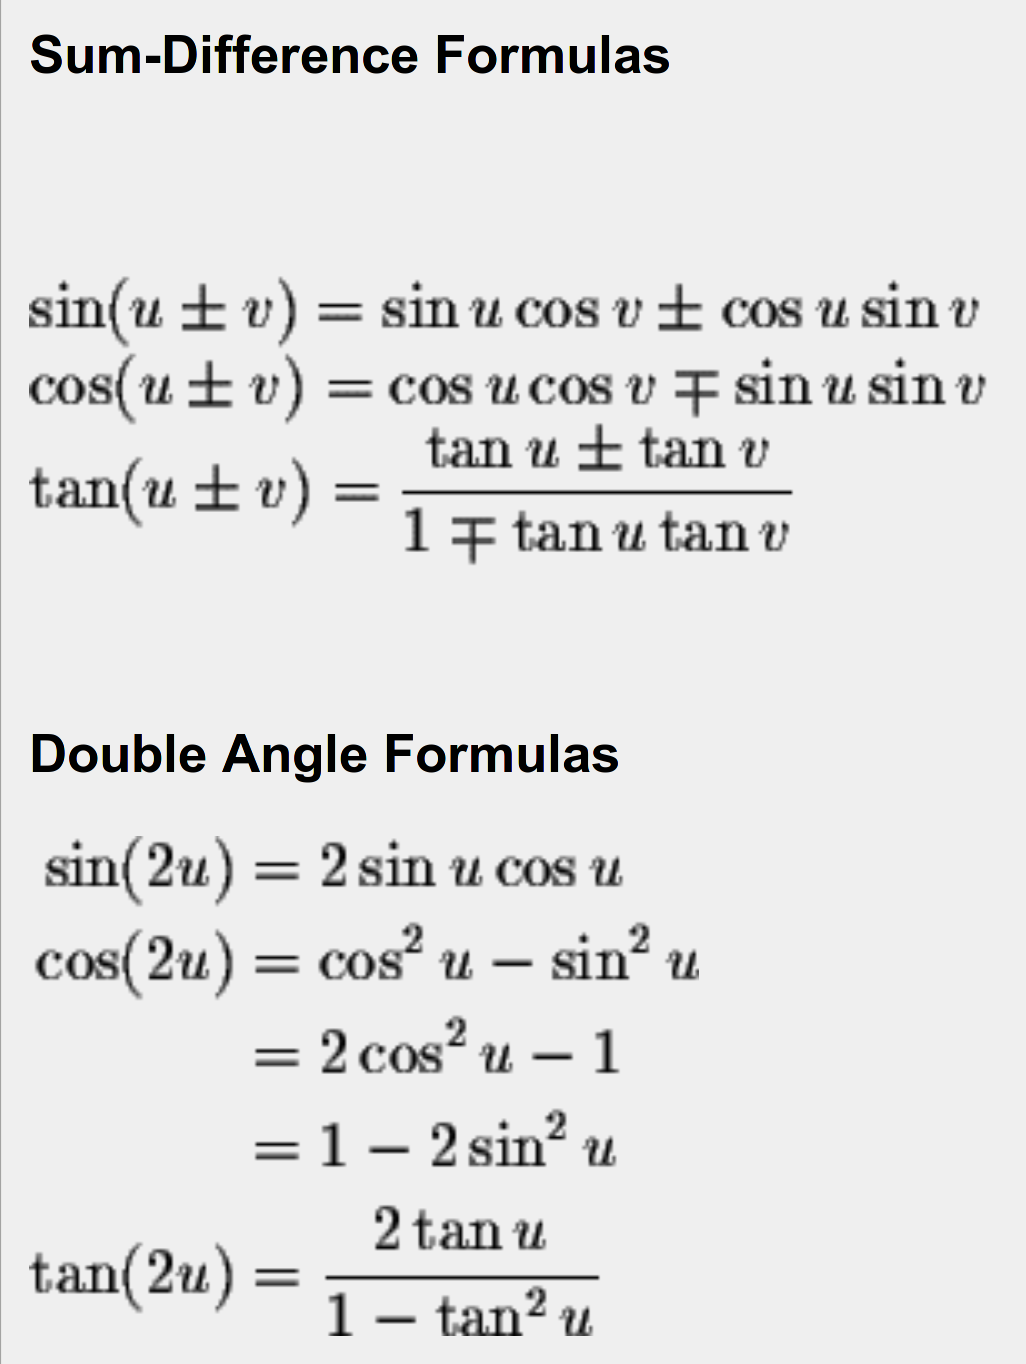 Sum-Difference Formulas
sin(u ± v) = sin u cos v ± cos u sin v
cos(u ± v) = cos u cos v ∓ sin u sin v
tan(u ± v) = \frac{tan u ± tan v}{1 ∓ tan u tan v}
Double Angle Formulas
sin(2u) = 2 sin u cos u
cos(2u) = cos² u − sin² u
= 2 cos² u − 1
= 1 − 2 sin² u
tan(2u) = \frac{2 tan u}{1 − tan² u}